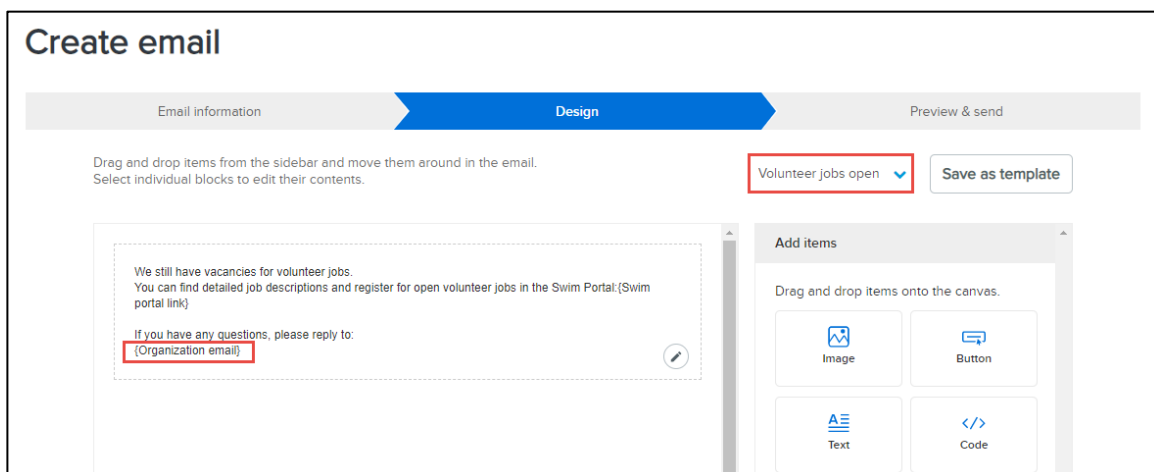 Create email
Email information
Design
Preview & send
Drag and drop items from the sidebar and move them around in the email.
Select individual blocks to edit their contents.
Volunteer jobs open
Save as template
We still have vacancies for volunteer jobs.
You can find detailed job descriptions and register for open volunteer jobs in the Swim Portal:{Swim
portal link}
If you have any questions, please reply to:
{Organization email}
Add items
Drag and drop items onto the canvas.
Image
Button
Text
Code